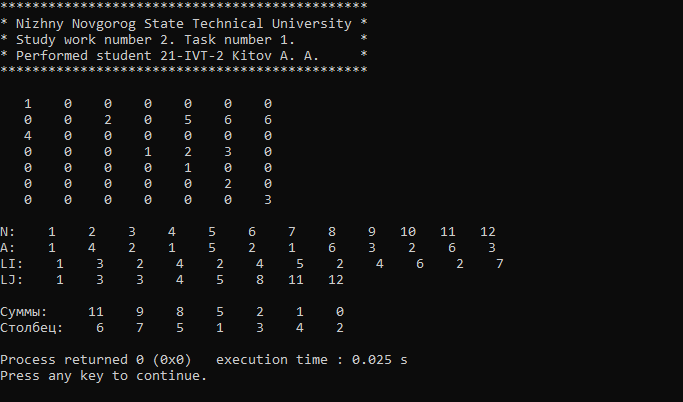 **********************************************
* Nizhny Novgorog State Technical University *
* Study work number 2. Task number 1.        *
* Performed student 21-IVT-2 Kitov A. A.     *
**********************************************
1 0 0 0 0 0 0
0 0 2 0 5 6 6
4 0 0 0 0 0 0
0 0 0 1 2 3 0
0 0 0 0 1 0 0
0 0 0 0 0 2 0
0 0 0 0 0 0 3
N: 1 2 3 4 5 6 7 8 9 10 11 12
A: 1 4 2 1 5 2 1 6 3 2 6 3
LI: 1 3 2 4 2 4 5 2 4 6 2 7
LJ: 1 3 3 4 5 8 11 12
Суммы: 11 9 8 5 2 1 0
Столбец: 6 7 5 1 3 4 2
Process returned 0 (0x0)   execution time : 0.025 s
Press any key to continue.